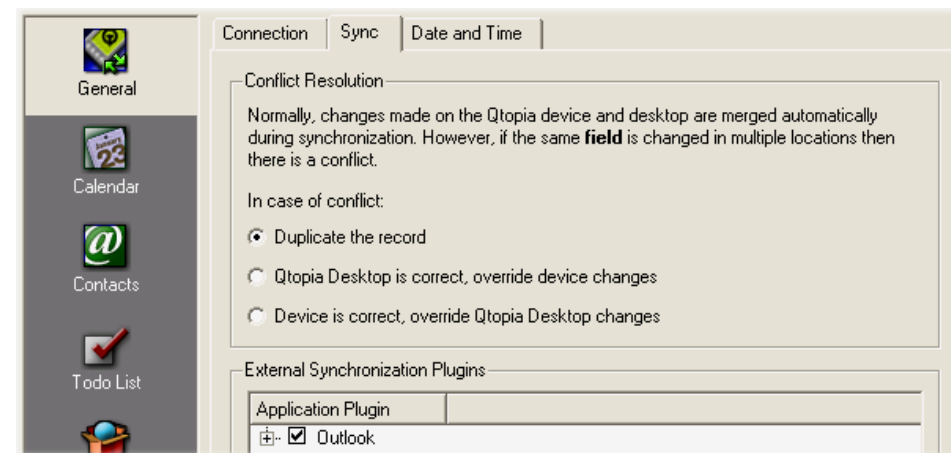 Connection Sync Date and Time
General
Calendar
Contacts
Todo List
Conflict Resolution
Normally, changes made on the Qtopia device and desktop are merged automatically
during synchronization. However, if the same field is changed in multiple locations then
there is a conflict.
In case of conflict:
Duplicate the record
Qtopia Desktop is correct, override device changes
Device is correct, override Qtopia Desktop changes
External Synchronization Plugins
Application Plugin
Outlook